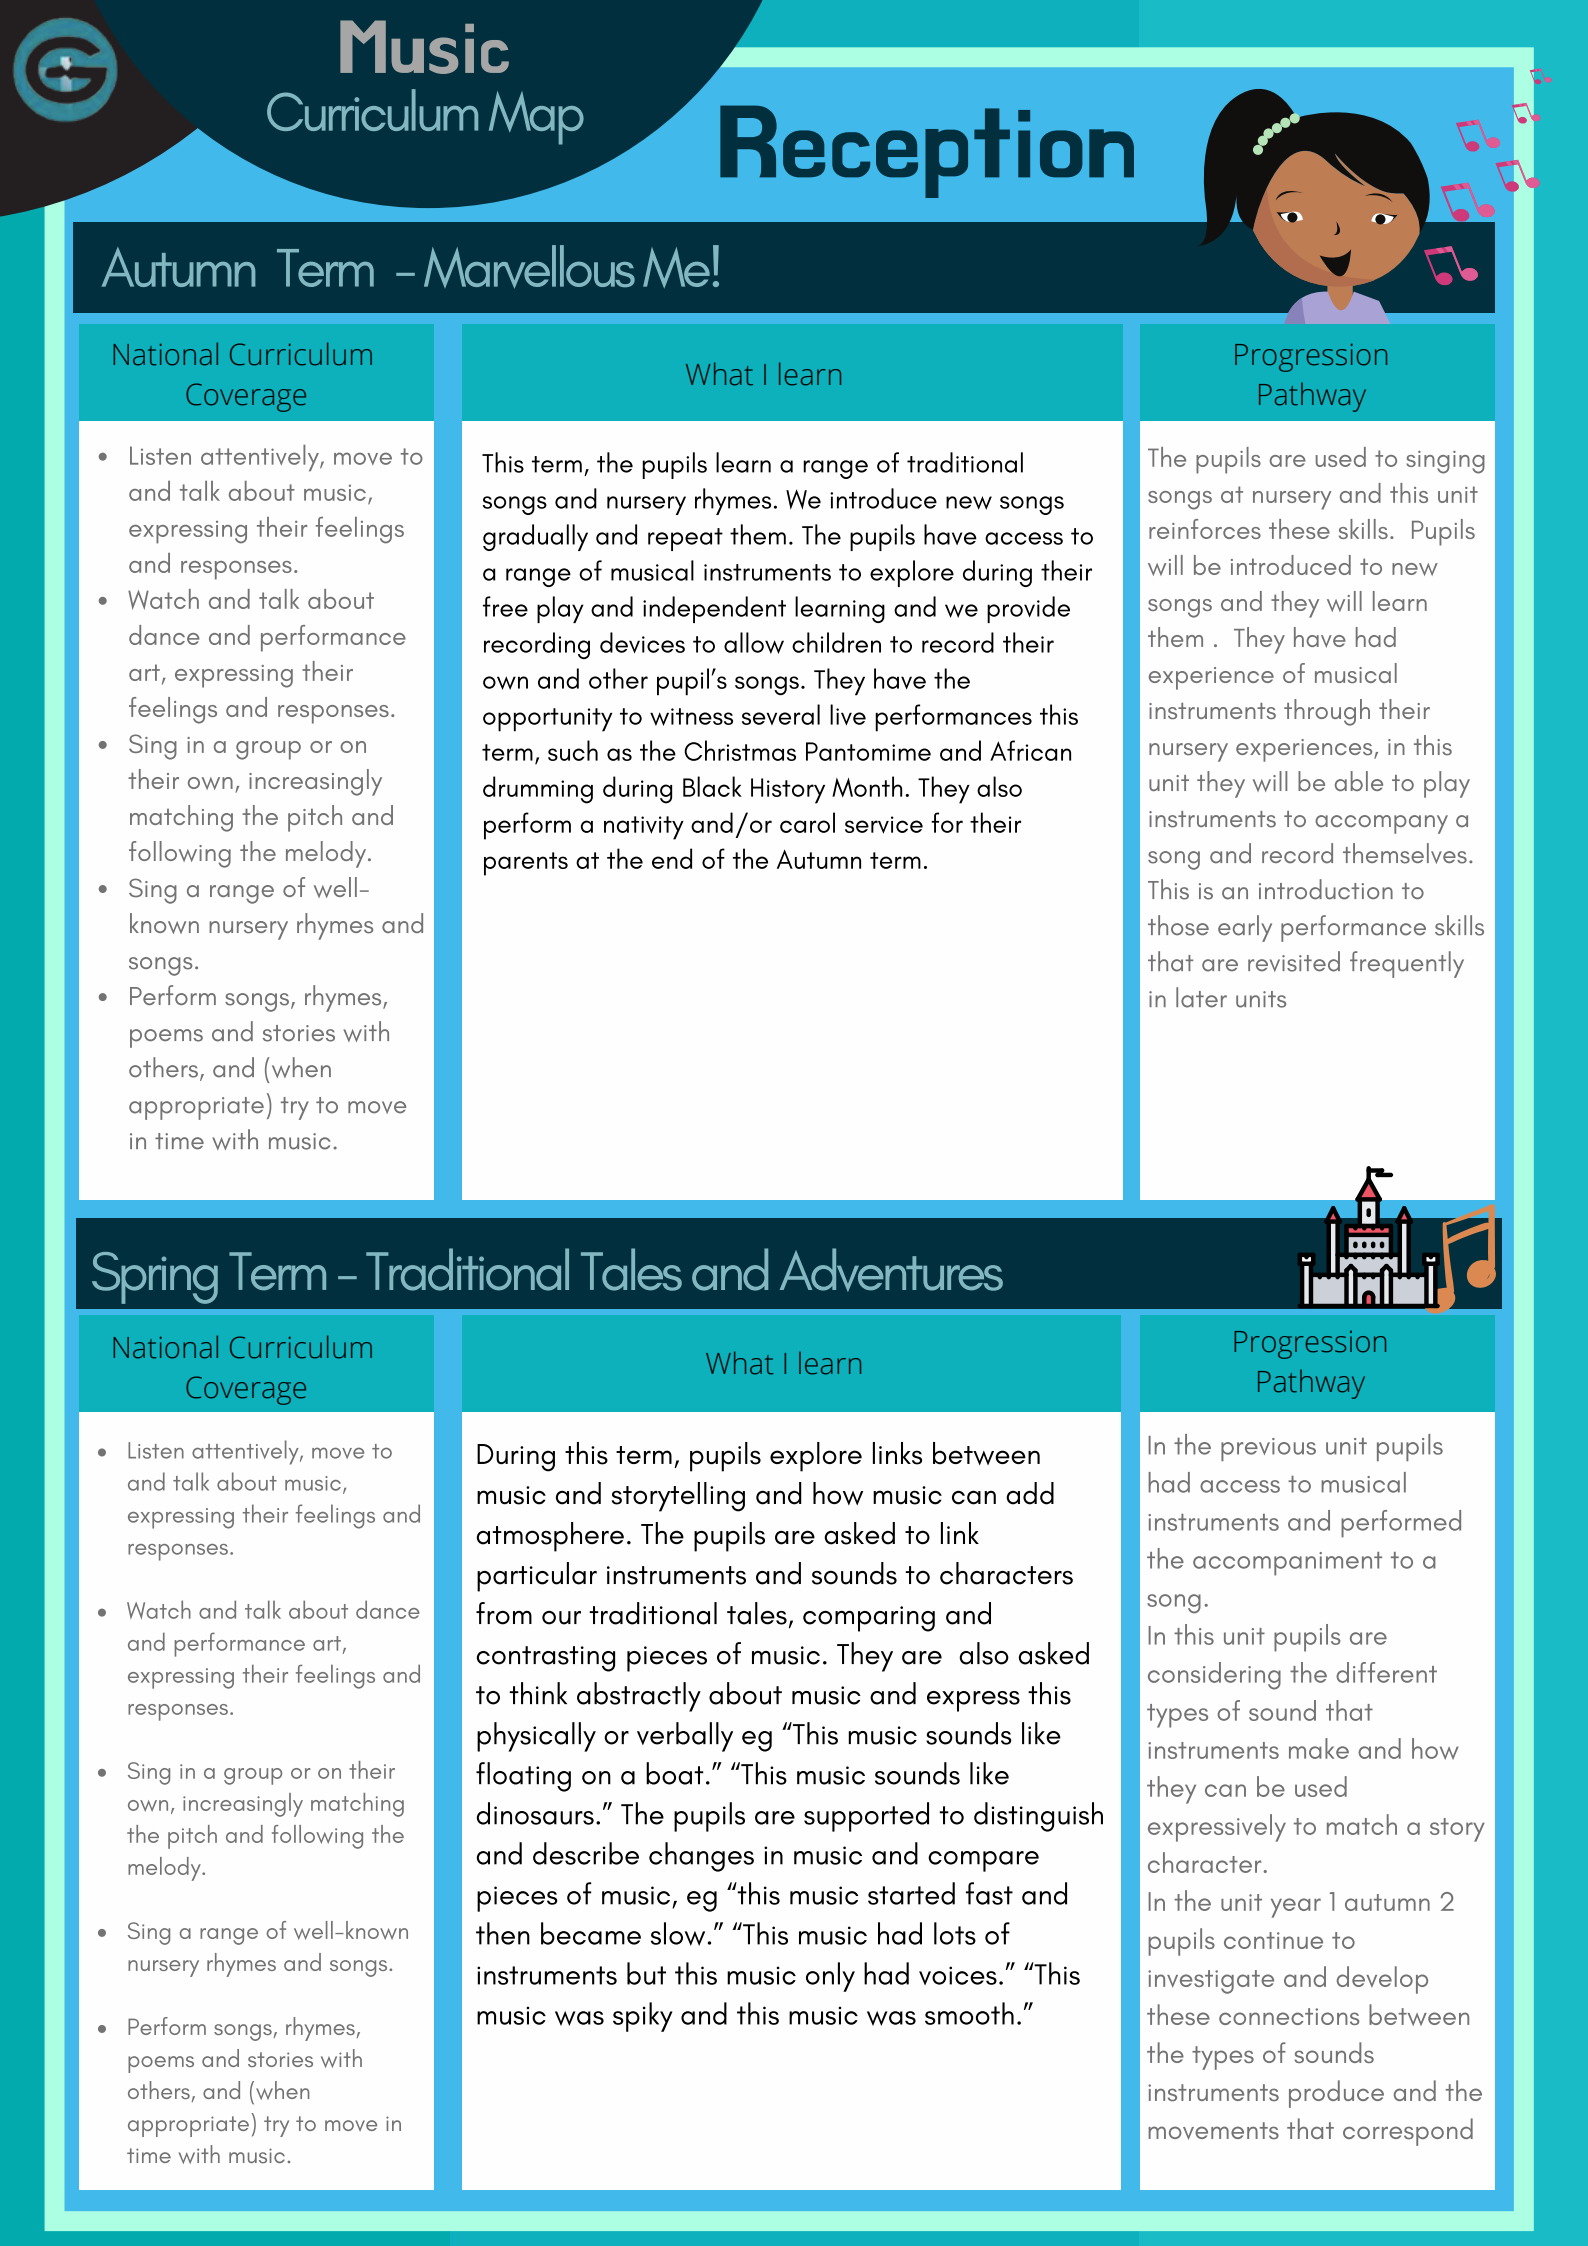 Music
Curriculum Map
Reception
Autumn Term - Marvellous Me!
National Curriculum
Coverage
• Listen attentively, move to
and talk about music,
expressing their feelings
and responses.
• Watch and talk about
dance and performance
art, expressing their
feelings and responses.
• Sing in a group or on
their own, increasingly
matching the pitch and
following the melody.
• Sing a range of well-
known nursery rhymes and
songs.
• Perform songs, rhymes,
poems and stories with
others, and (when
appropriate) try to move
in time with music.
What I learn
This term, the pupils learn a range of traditional
songs and nursery rhymes. We introduce new songs
gradually and repeat them. The pupils have access to
a range of musical instruments to explore during their
free play and independent learning and we provide
recording devices to allow children to record their
own and other pupil's songs. They have the
opportunity to witness several live performances this
term, such as the Christmas Pantomime and African
drumming during Black History Month. They also
perform a nativity and/or carol service for their
parents at the end of the Autumn term.
Progression
Pathway
The pupils are used to singing
songs at nursery and this unit
reinforces these skills.  Pupils
will be introduced to new
songs and they will learn
them .  They have had
experience of musical
instruments through their
nursery experiences, in this
unit they will be able to play
instruments to accompany a
song and record themselves.
This is an introduction to
those early performance skills
that are revisited frequently
in later units
Spring Term - Traditional Tales and Adventures
National Curriculum
Coverage
• Listen attentively, move to
and talk about music,
expressing their feelings and
responses.
• Watch and talk about dance
and performance art,
expressing their feelings and
responses.
• Sing in a group or on their
own, increasingly matching
the pitch and following the
melody.
• Sing a range of well-known
nursery rhymes and songs.
• Perform songs, rhymes,
poems and stories with
others, and (when
appropriate) try to move in
time with music.
What I learn
During this term, pupils explore links between
music and storytelling and how music can add
atmosphere. The pupils are asked to link
particular instruments and sounds to characters
from our traditional tales, comparing and
contrasting pieces of music. They are  also asked
to think abstractly about music and express this
physically or verbally eg “This music sounds like
floating on a boat.” “This music sounds like
dinosaurs.” The pupils are supported to distinguish
and describe changes in music and compare
pieces of music, eg “this music started fast and
then became slow.” “This music had lots of
instruments but this music only had voices.” “This
music was spiky and this music was smooth.”
Progression
Pathway
In the previous unit pupils
had access to musical
instruments and performed
the accompaniment to a
song.
In this unit pupils are
considering the different
types of sound that
instruments make and how
they can be used
expressively to match a story
character.
In the unit year 1 autumn 2
pupils continue to
investigate and develop
these connections between
the types of sounds
instruments produce and the
movements that correspond